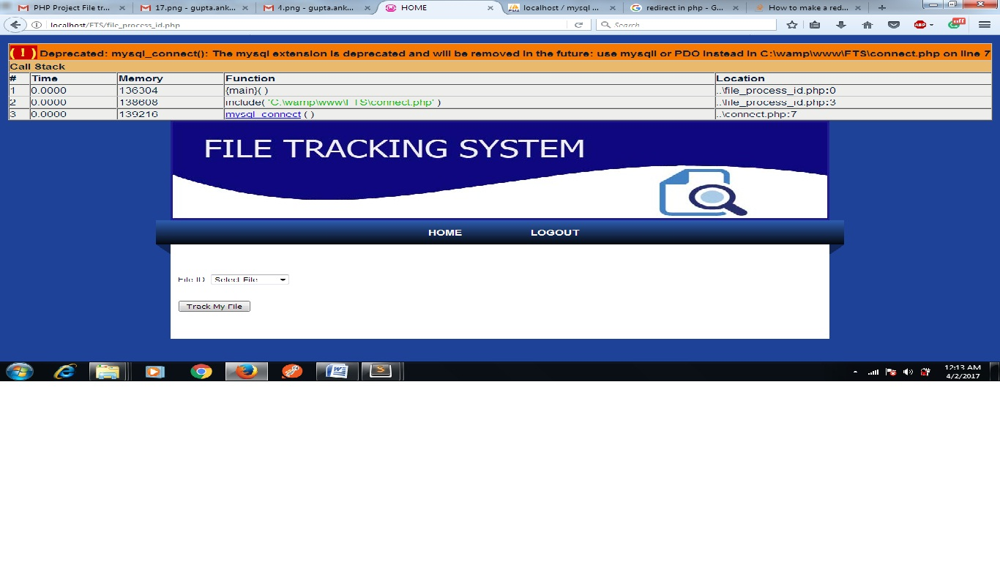 PHP Project File tr... × 17.png - gupta.ank... × 4.png - gupta.ank... × HOME × localhost / mysql ... × redirect in php - G... × How to make a red... × +
localhost/FTS/file_process_id.php Search ABP off
( ! ) Deprecated: mysql_connect(): The mysql extension is deprecated and will be removed in the future: use mysqli or PDO instead in C:\wamp\www\FTS\connect.php on line 7
Call Stack
# Time Memory Function Location
1 0.0000 136304 {main}( ) ..\file_process_id.php:0
2 0.0000 138608 include( 'C:\wamp\www\FTS\connect.php' ) ..\file_process_id.php:3
3 0.0000 139216 mysql_connect ( ) ..\connect.php:7
FILE TRACKING SYSTEM
HOME LOGOUT
File ID Select File
Track My File
12:13 AM
4/2/2017